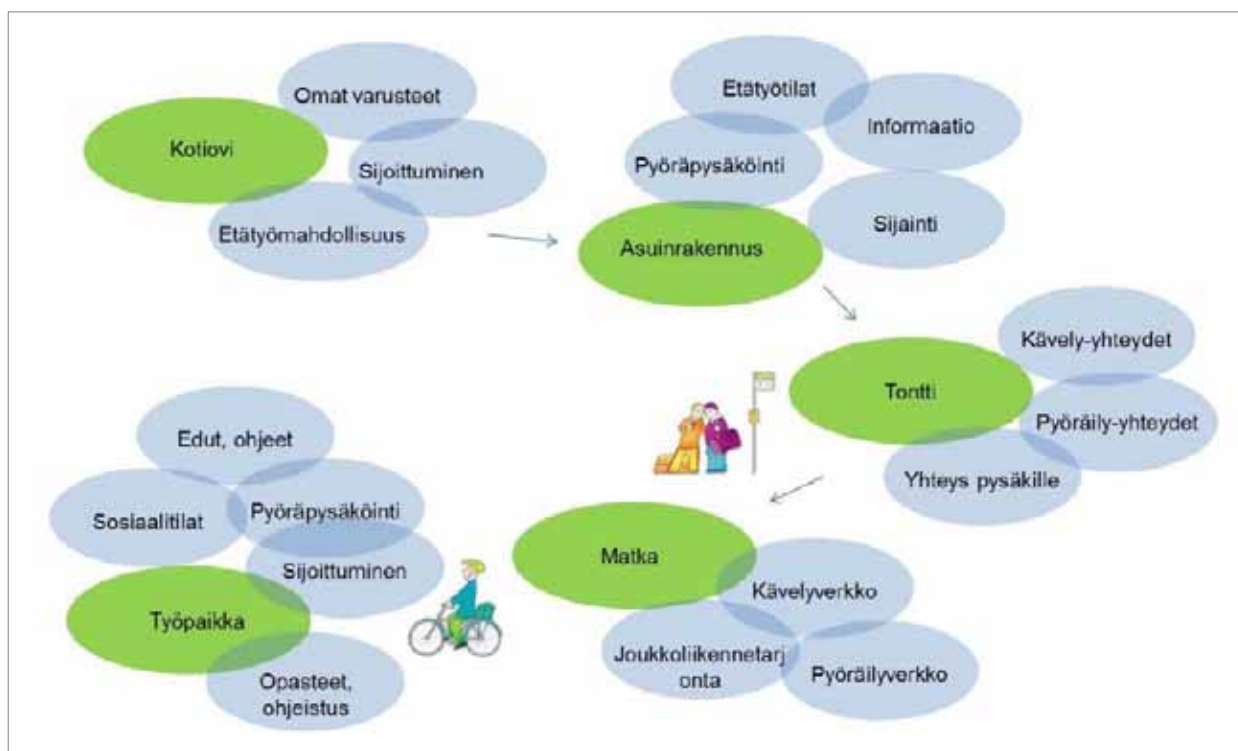 Omat varusteet
Kotiovi
Sijoittuminen
Etätyömahdollisuus
Etätyötilat
Informaatio
Pyöräpysäköinti
Sijainti
Asuinrakennus
Kävely-yhteydet
Tontti
Pyöräily-yhteydet
Yhteys pysäkille
Matka
Kävelyverkko
Joukkoliikennetarj
onta
Pyöräilyverkko
Edut, ohjeet
Sosiaalitilat
Pyöräpysäköinti
Sijoittuminen
Työpaikka
Opasteet,
ohjeistus